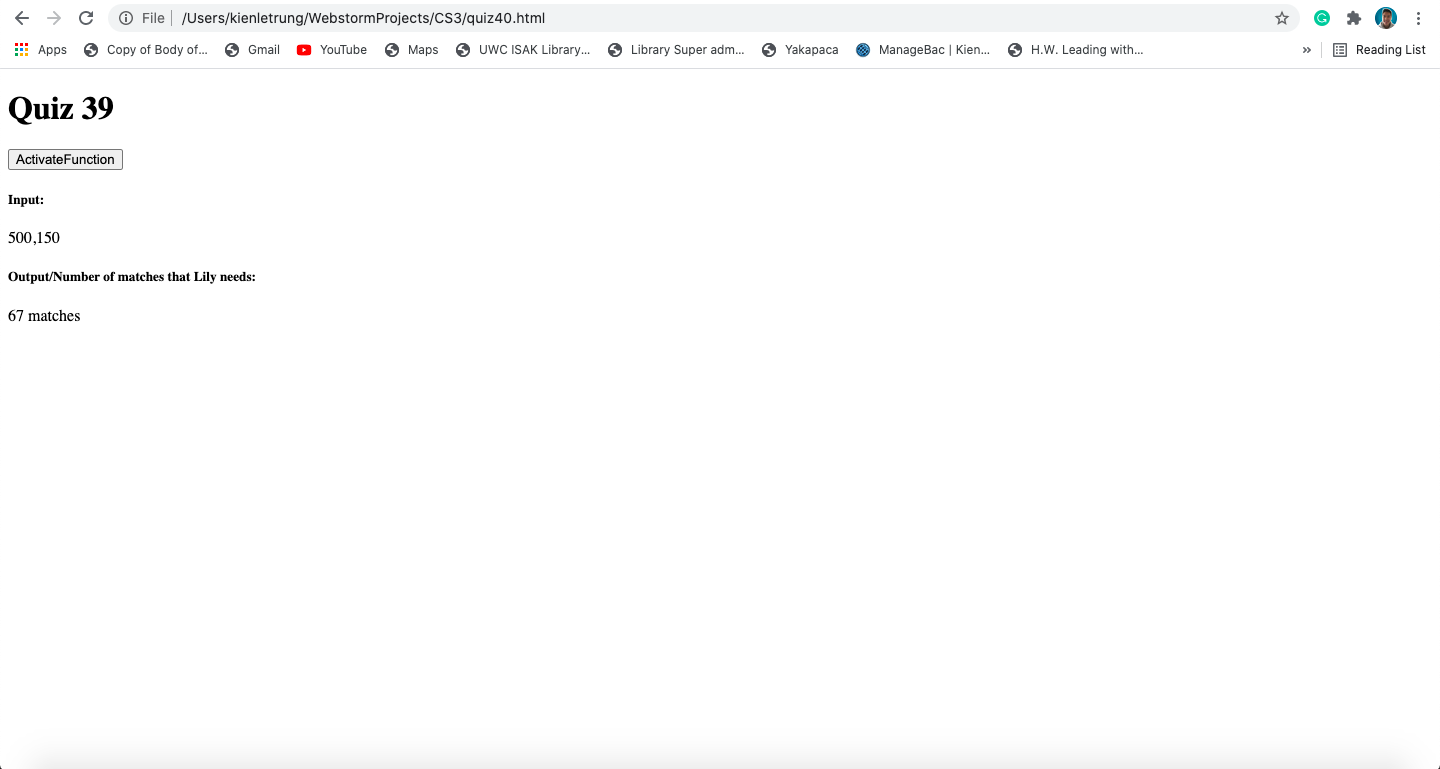 File | /Users/kienletrung/WebstormProjects/CS3/quiz40.html
Apps Copy of Body of... Gmail YouTube Maps UWC ISAK Library... Library Super adm... Yakapaca ManageBac | Kien... H.W. Leading with... » Reading List
Quiz 39
ActivateFunction
Input:
500,150
Output/Number of matches that Lily needs:
67 matches